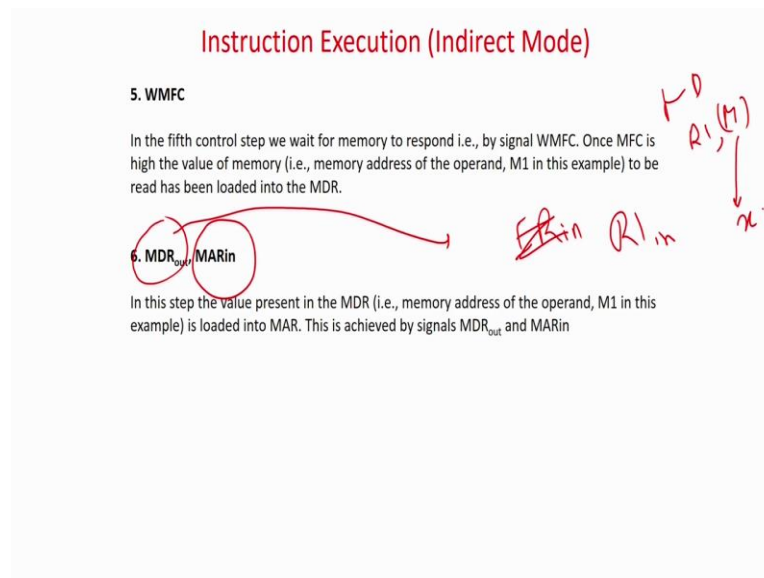 Instruction Execution (Indirect Mode)
5. WMFC
In the fifth control step we wait for memory to respond i.e., by signal WMFC. Once MFC is
high the value of memory (i.e., memory address of the operand, M1 in this example) to be
read has been loaded into the MDR.
R1, (M)
x
R1in
6. MDRout, MARin
In this step the value present in the MDR (i.e., memory address of the operand, M1 in this
example) is loaded into MAR. This is achieved by signals MDRout and MARin